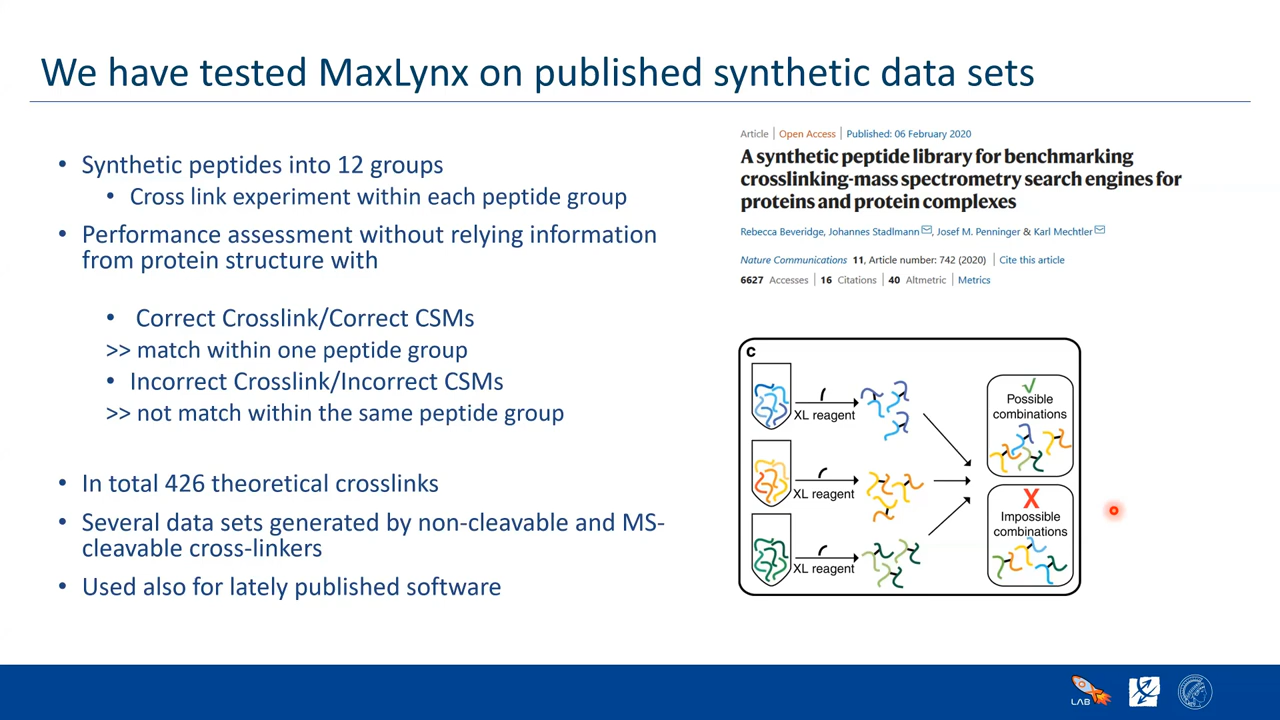 We have tested MaxLynx on published synthetic data sets
• Synthetic peptides into 12 groups
• Cross link experiment within each peptide group
• Performance assessment without relying information
from protein structure with
• Correct Crosslink/Correct CSMs
>> match within one peptide group
• Incorrect Crosslink/Incorrect CSMs
>> not match within the same peptide group
• In total 426 theoretical crosslinks
• Several data sets generated by non-cleavable and MS-
cleavable cross-linkers
• Used also for lately published software
Article | Open Access | Published: 06 February 2020
A synthetic peptide library for benchmarking
crosslinking-mass spectrometry search engines for
proteins and protein complexes
Rebecca Beveridge, Johannes Stadlmann, Josef M. Penninger & Karl Mechtler
Nature Communications 11, Article number: 742 (2020) | Cite this article
6627 Accesses | 16 Citations | 40 Altmetric | Metrics
c
XL reagent
XL reagent
XL reagent
√
Possible
combinations
X
Impossible
combinations
LAB